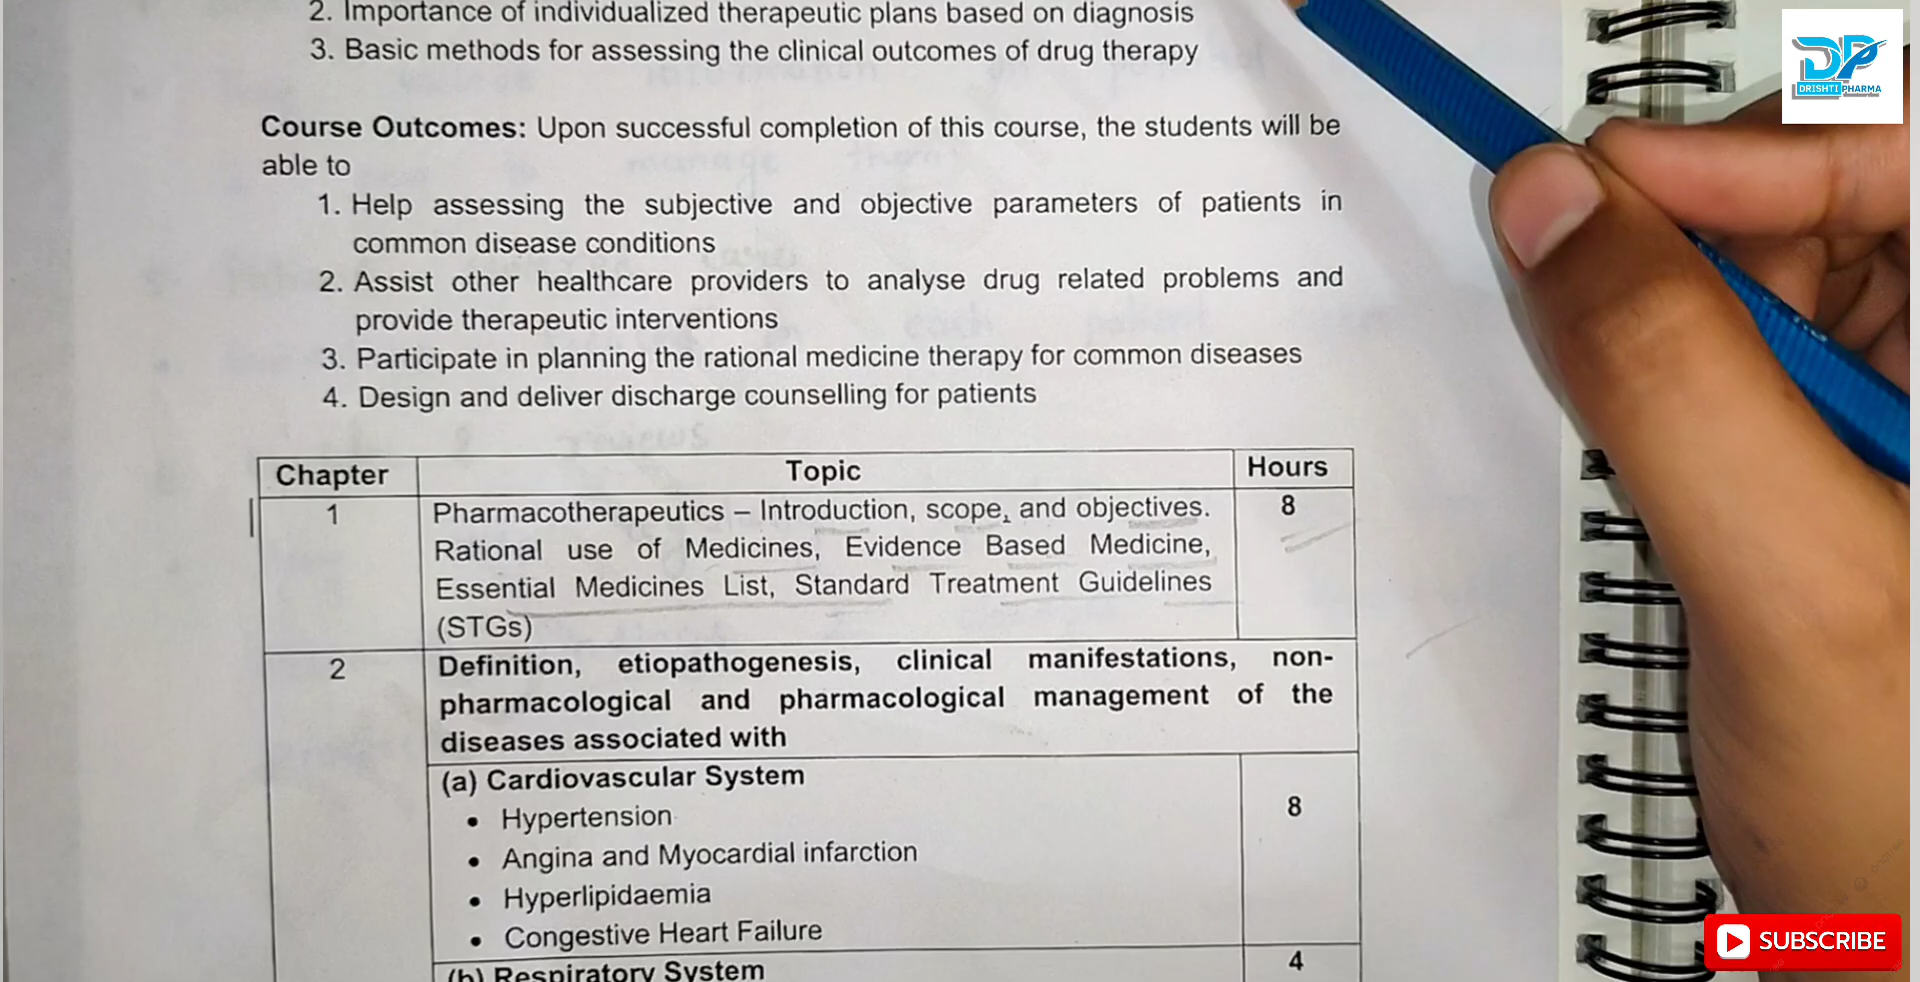 2. Importance of individualized therapeutic plans based on diagnosis
3. Basic methods for assessing the clinical outcomes of drug therapy
Course Outcomes: Upon successful completion of this course, the students will be
able to
1. Help assessing the subjective and objective parameters of patients in
common disease conditions
2. Assist other healthcare providers to analyse drug related problems and
provide therapeutic interventions
3. Participate in planning the rational medicine therapy for common diseases
4. Design and deliver discharge counselling for patients
Chapter Topic Hours
1 Pharmacotherapeutics – Introduction, scope, and objectives. 8
Rational use of Medicines, Evidence Based Medicine,
Essential Medicines List, Standard Treatment Guidelines
(STGs)
2 Definition, etiopathogenesis, clinical manifestations, non-
pharmacological and pharmacological management of the
diseases associated with
(a) Cardiovascular System
8
• Hypertension
• Angina and Myocardial infarction
• Hyperlipidaemia
• Congestive Heart Failure
(b) Respiratory System 4
DP
DRISHTI PHARMA
SUBSCRIBE